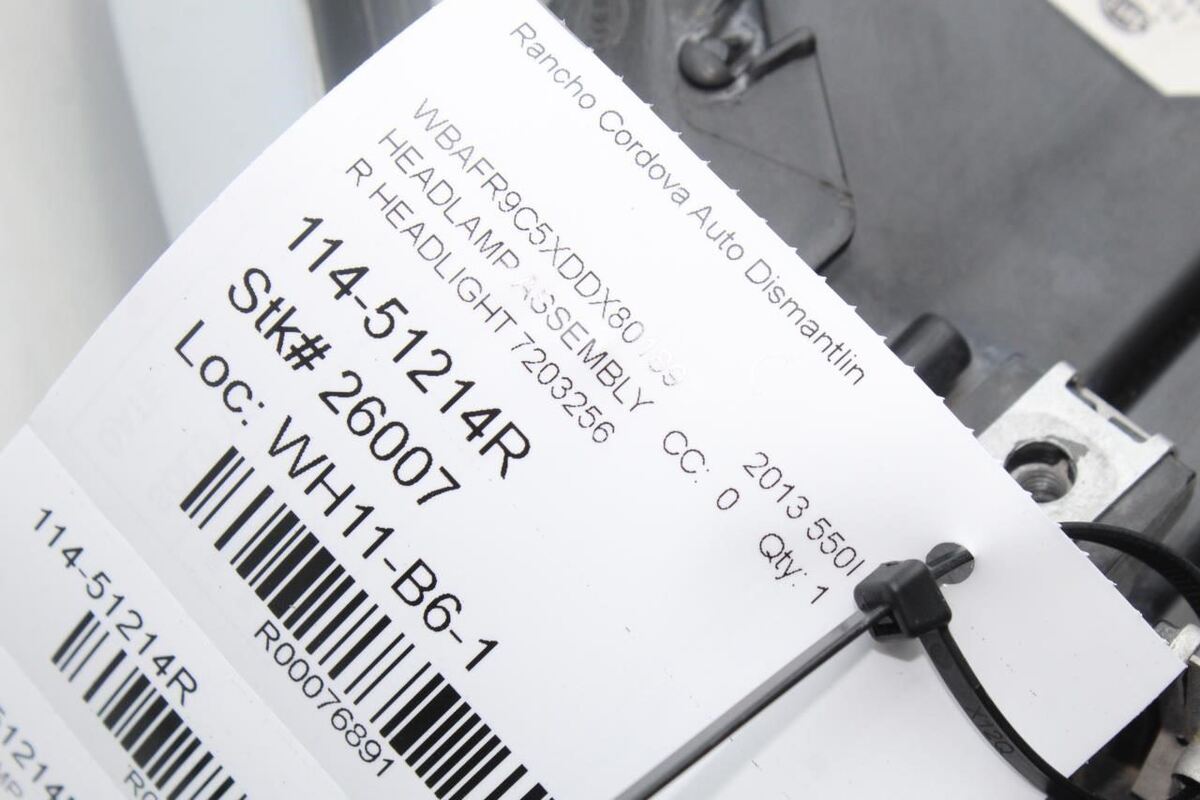 Rancho Cordova Auto Dismantlin
WBAFR9C5XDDX80199
HEADLAMP ASSEMBLY
R HEADLIGHT 7203256
CC: 0
2013 550I
Qty: 1
114-51214R
Stk# 26007
Loc: WH11-B6-1
R00076891
114-51214R